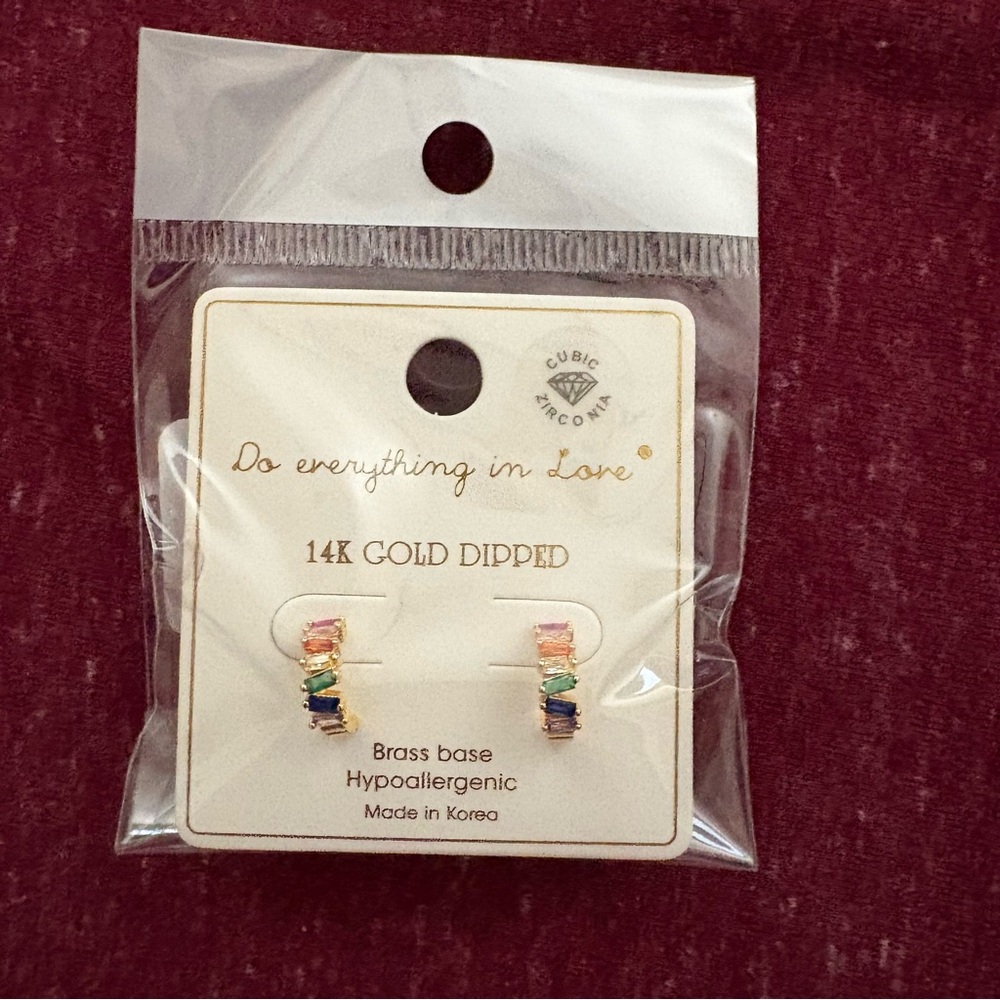 CUBIC
ZIRCONIA
Do everything in Love
14K GOLD DIPPED
Brass base
Hypoallergenic
Made in Korea